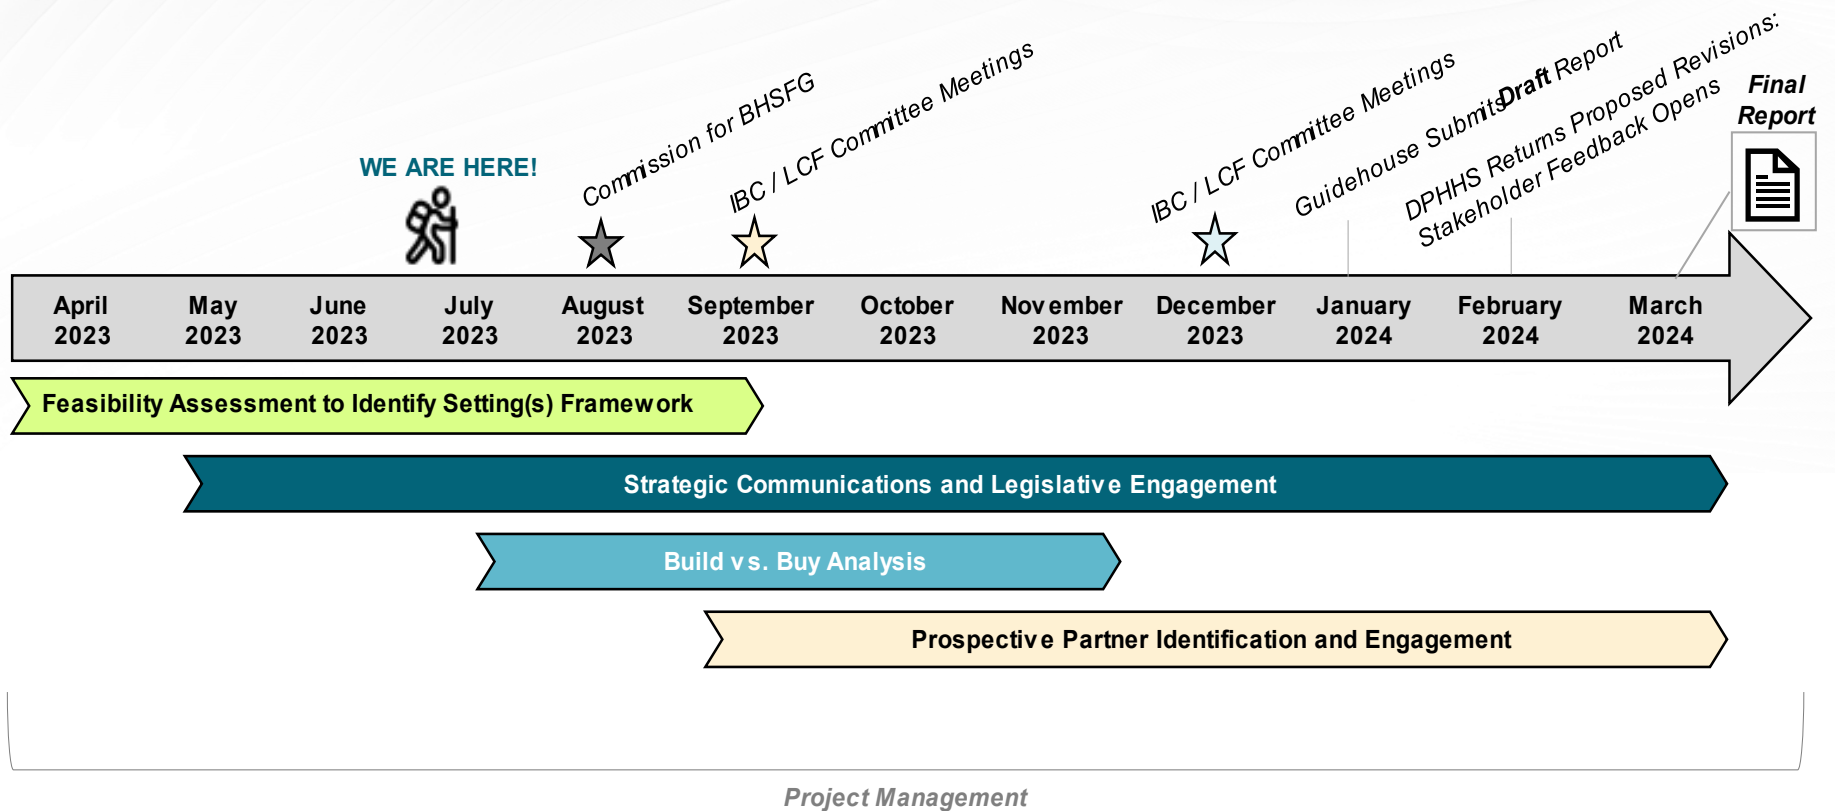 WE ARE HERE!
Commission for BHSFG
IBC / LCF Committee Meetings
IBC / LCF Committee Meetings
Guidehouse Submits Draft Report
DPHHS Returns Proposed Revisions:
Stakeholder Feedback Opens
Final
Report
April
2023
May
2023
June
2023
July
2023
August
2023
September
2023
October
2023
November
2023
December
2023
January
2024
February
2024
March
2024
Feasibility Assessment to Identify Setting(s) Framework
Strategic Communications and Legislative Engagement
Build vs. Buy Analysis
Prospective Partner Identification and Engagement
Project Management